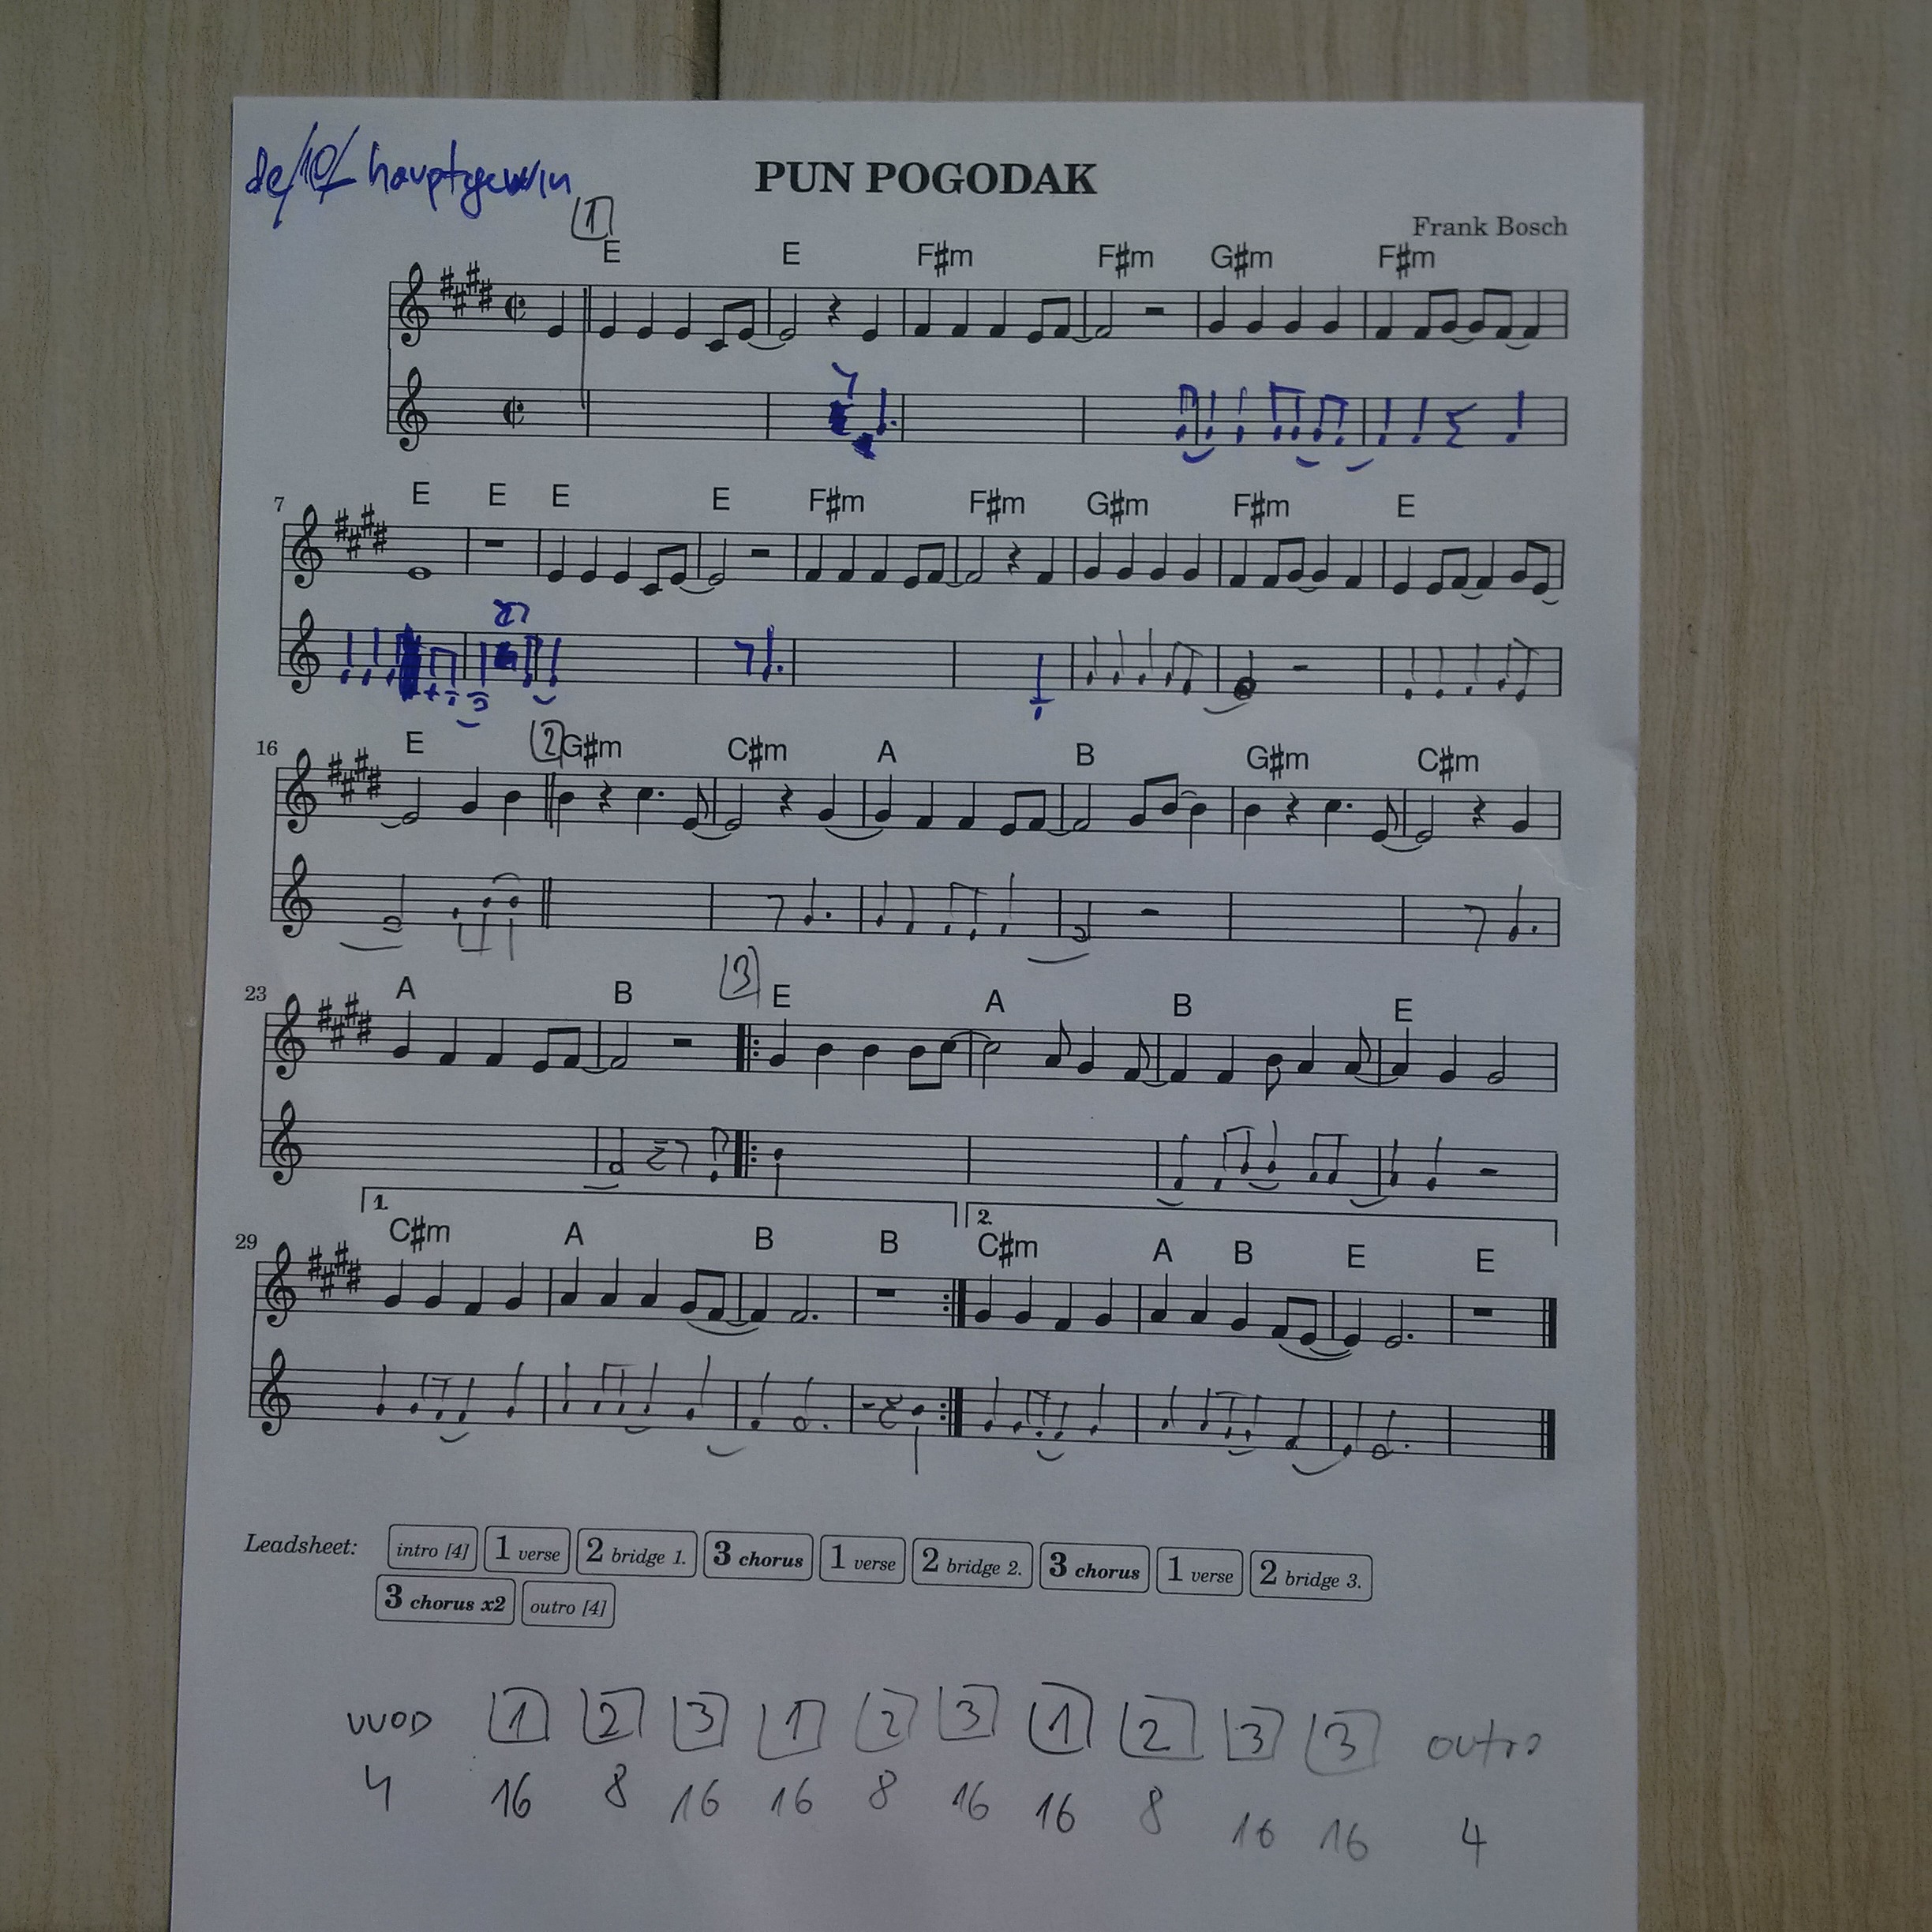 de/10/ hauptgewin
PUN POGODAK
Frank Bosch
1
E E F#m F#m G#m F#m
7
E E E E F#m F#m G#m F#m E
16
E 2 G#m C#m A B G#m C#m
23
A B 3 E A B E
1. 2.
29
C#m A B B C#m A B E E
Leadsheet: intro [4] 1 verse 2 bridge 1. 3 chorus 1 verse 2 bridge 2. 3 chorus 1 verse 2 bridge 3.
3 chorus x2 outro [4]
UVOD 1 2 3 1 2 3 1 2 3 3 outro
4 16 8 16 16 8 16 16 8 16 16 4